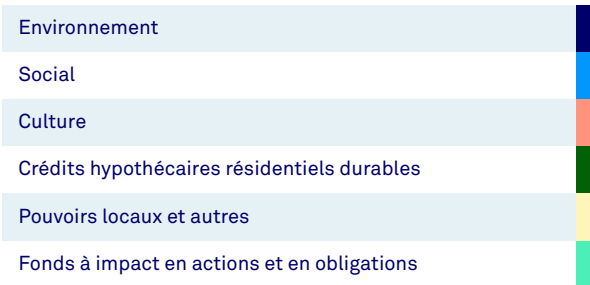 Environnement
Social
Culture
Crédits hypothécaires résidentiels durables
Pouvoirs locaux et autres
Fonds à impact en actions et en obligations